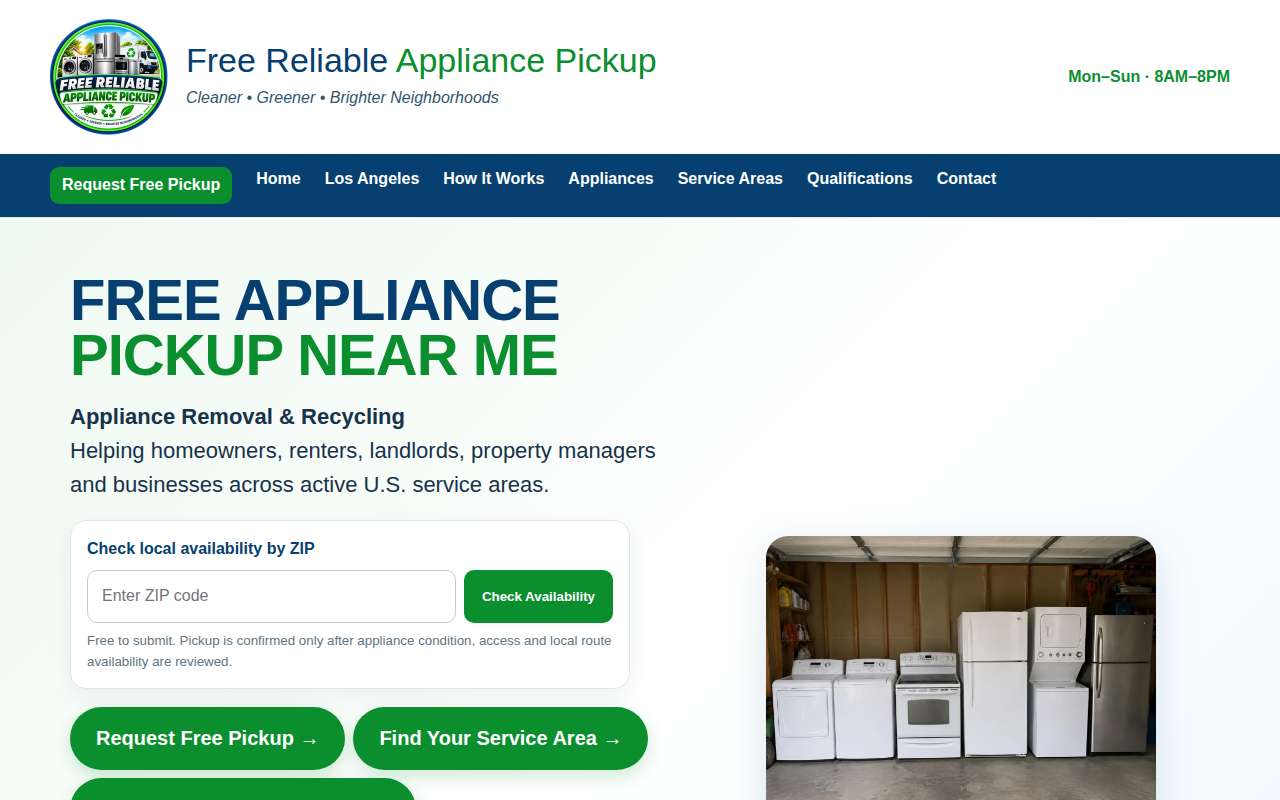 FREE RELIABLE
APPLIANCE PICKUP
Free Reliable Appliance Pickup
Cleaner • Greener • Brighter Neighborhoods
Mon–Sun · 8AM–8PM
Request Free Pickup
Home
Los Angeles
How It Works
Appliances
Service Areas
Qualifications
Contact
FREE APPLIANCE
PICKUP NEAR ME
Appliance Removal & Recycling
Helping homeowners, renters, landlords, property managers
and businesses across active U.S. service areas.
Check local availability by ZIP
Enter ZIP code
Check Availability
Free to submit. Pickup is confirmed only after appliance condition, access and local route
availability are reviewed.
Request Free Pickup →
Find Your Service Area →